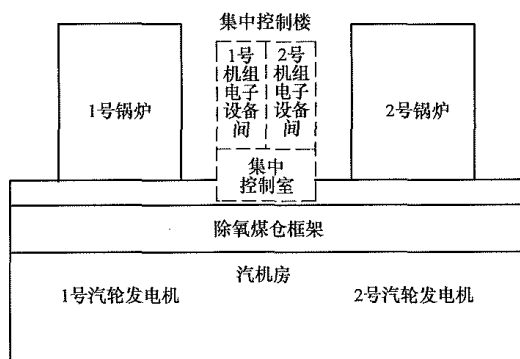 集中控制楼
1号机组电子设备间
2号机组电子设备间
1号锅炉
2号锅炉
集中
控制室
除氧煤仓框架
汽机房
1号汽轮发电机
2号汽轮发电机